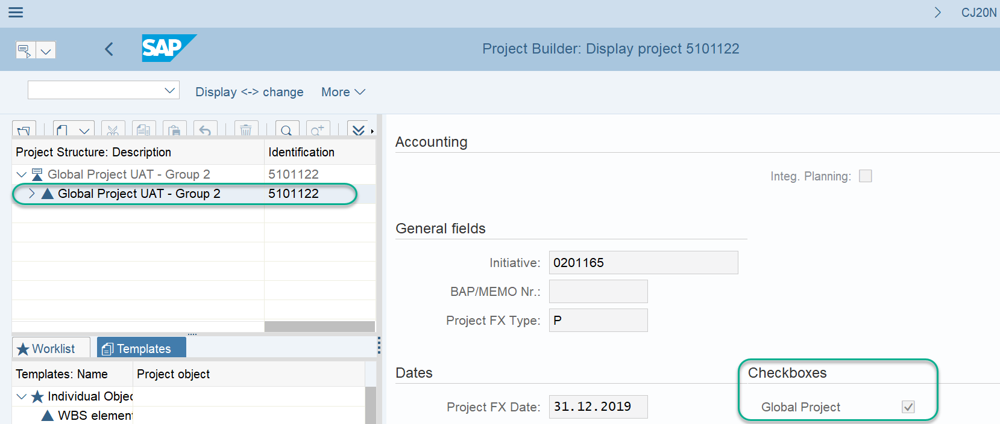 CJ20N
SAP
Project Builder: Display project 5101122
Display <-> change More
Project Structure: Description Identification
Global Project UAT - Group 2 5101122
Global Project UAT - Group 2 5101122
Worklist Templates
Templates: Name Project object
Individual Objec
WBS element
Accounting
Integ. Planning:
General fields
Initiative: 0201165
BAP/MEMO Nr.:
Project FX Type: P
Dates
Project FX Date: 31.12.2019
Checkboxes
Global Project